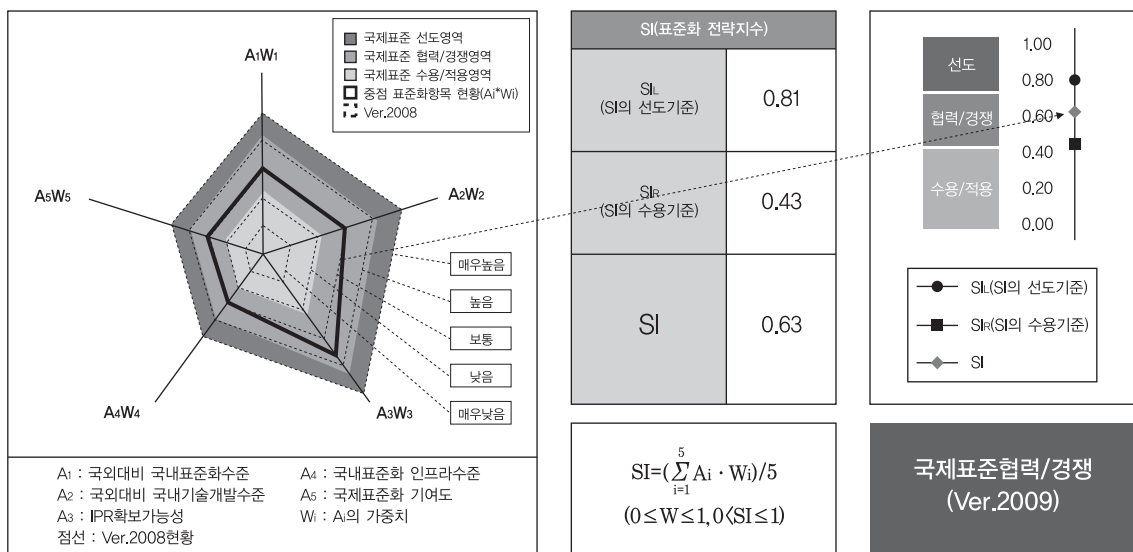 국제표준 선도영역
국제표준 협력/경쟁영역
국제표준 수용/적용영역
중점 표준화항목 현황(Ai*Wi)
Ver.2008
A1W1
A2W2
A3W3
A4W4
A5W5
매우높음
높음
보통
낮음
매우낮음
A1 : 국외대비 국내표준화수준
A2 : 국외대비 국내기술개발수준
A3 : IPR확보가능성
점선 : Ver.2008현황
A4 : 국내표준화 인프라수준
A5 : 국제표준화 기여도
Wi : Ai의 가중치
SI(표준화 전략지수)
SIL
(SI의 선도기준)
0.81
SIR
(SI의 수용기준)
0.43
SI
0.63
SI=(5∑i=1 Ai · Wi)/5
(0≤W≤1, 0<SI≤1)
선도
협력/경쟁
수용/적용
1.00
0.80
0.60
0.40
0.20
0.00
SIL(SI의 선도기준)
SIR(SI의 수용기준)
SI
국제표준협력/경쟁
(Ver.2009)